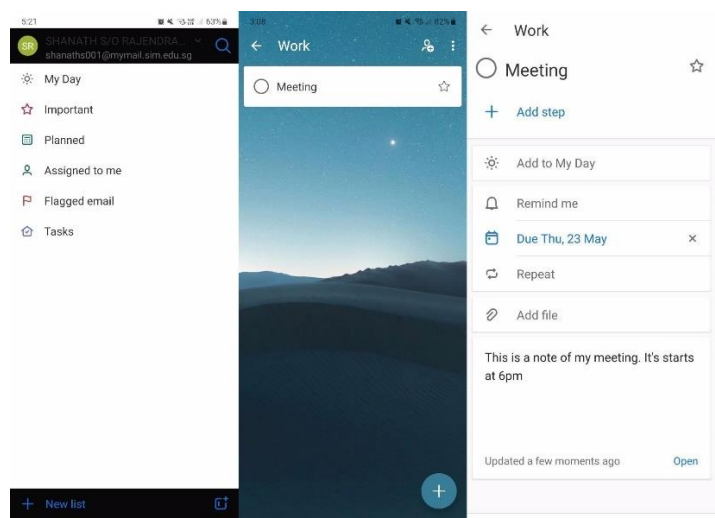 5:21
63%
SR
SHANATH S/O RAJENDRA...
shanaths001@mymail.sim.edu.sg
My Day
Important
Planned
Assigned to me
Flagged email
Tasks
New list
3:08
82%
Work
Meeting
Work
Meeting
Add step
Add to My Day
Remind me
Due Thu, 23 May
Repeat
Add file
This is a note of my meeting. It's starts
at 6pm
Updated a few moments ago
Open